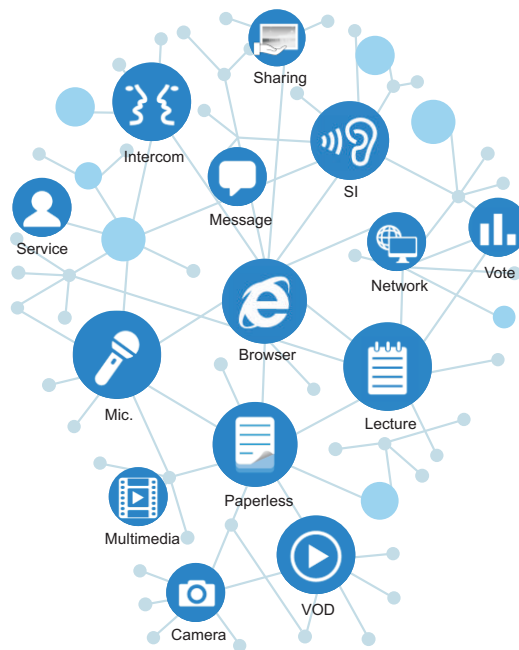 Sharing
Intercom
SI
Message
Service
Network
Vote
Browser
Mic.
Lecture
Paperless
Multimedia
VOD
Camera